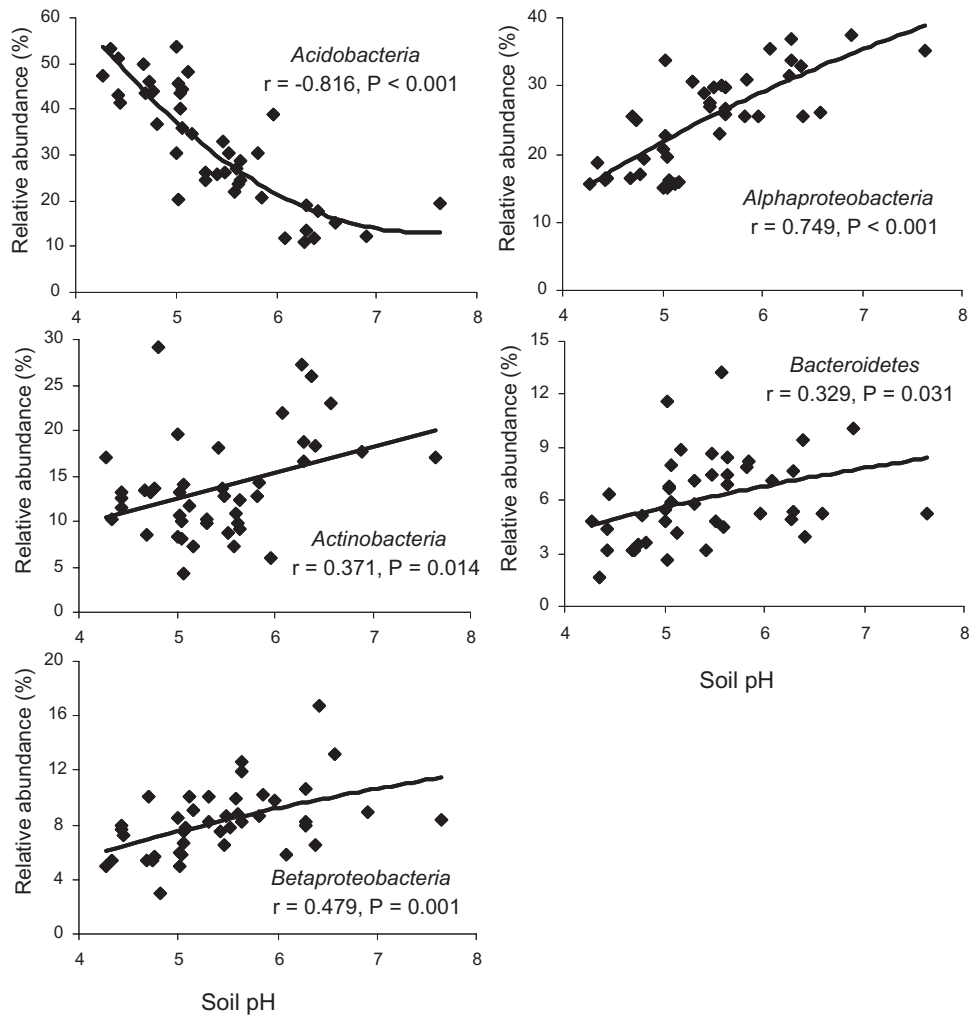 Relative abundance (%)
60
50
40
30
20
10
0
4 5 6 7 8
Acidobacteria
r = -0.816, P < 0.001
Relative abundance (%)
40
30
20
10
0
4 5 6 7 8
Alphaproteobacteria
r = 0.749, P < 0.001
Relative abundance (%)
30
25
20
15
10
5
0
4 5 6 7 8
Actinobacteria
r = 0.371, P = 0.014
Relative abundance (%)
15
12
9
6
3
0
4 5 6 7 8
Bacteroidetes
r = 0.329, P = 0.031
Soil pH
Relative abundance (%)
20
16
12
8
4
0
4 5 6 7 8
Betaproteobacteria
r = 0.479, P = 0.001
Soil pH